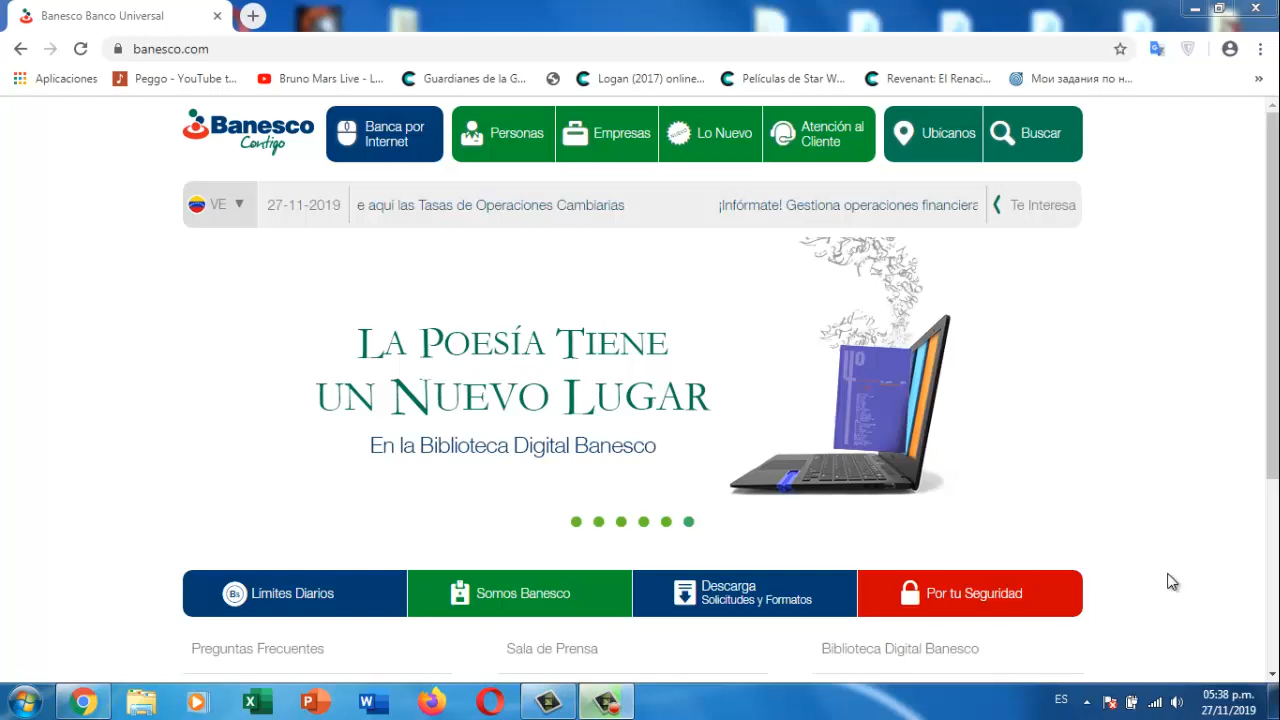 Banesco Banco Universal
banesco.com
Aplicaciones
Peggo - YouTube t...
Bruno Mars Live - L...
Guardianes de la G...
Logan (2017) online...
Películas de Star W...
Revenant: El Renaci...
Мои задания по н...
»
Banesco
Contigo
Banca por
Internet
Personas
Empresas
Lo Nuevo
Atención al
Cliente
Ubícanos
Buscar
VE ▼
27-11-2019
e aquí las Tasas de Operaciones Cambiarias
¡Infórmate! Gestiona operaciones financiera
Te Interesa
La Poesía Tiene
un Nuevo Lugar
En la Biblioteca Digital Banesco
Bs Límites Diarios
Somos Banesco
Descarga
Solicitudes y Formatos
Por tu Seguridad
Preguntas Frecuentes
Sala de Prensa
Biblioteca Digital Banesco
ES
05:38 p.m.
27/11/2019